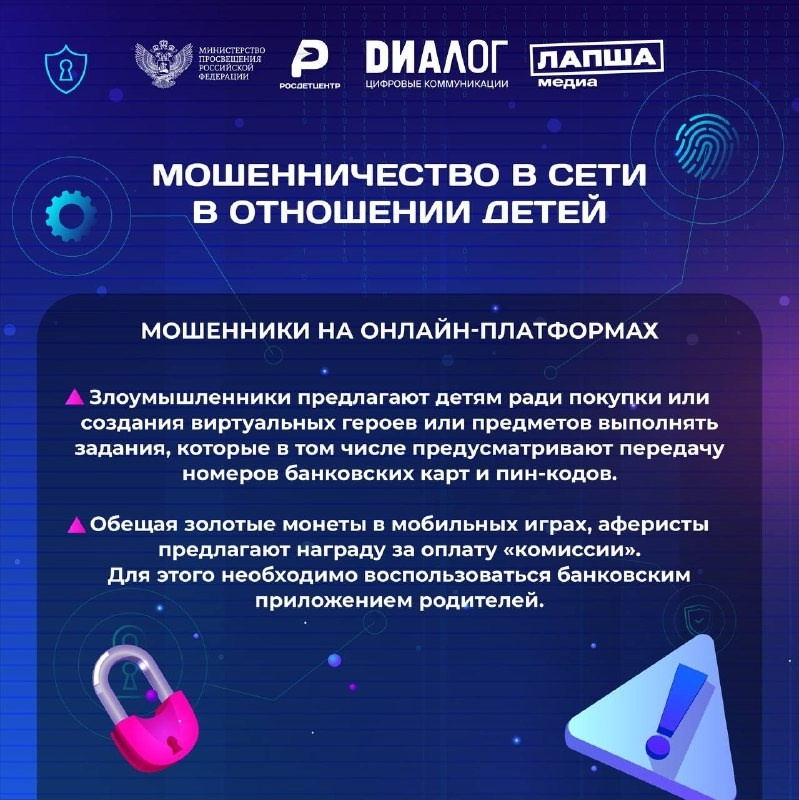 МИНИСТЕРСТВО
ПРОСВЕЩЕНИЯ
РОССИЙСКОЙ
ФЕДЕРАЦИИ
РОСДЕТЦЕНТР
DИАЛОГ
ЦИФРОВЫЕ КОММУНИКАЦИИ
ЛАПША
медиа
МОШЕННИЧЕСТВО В СЕТИ
В ОТНОШЕНИИ ДЕТЕЙ
МОШЕННИКИ НА ОНЛАЙН-ПЛАТФОРМАХ
Злоумышленники предлагают детям ради покупки или
создания виртуальных героев или предметов выполнять
задания, которые в том числе предусматривают передачу
номеров банковских карт и пин-кодов.
Обещая золотые монеты в мобильных играх, аферисты
предлагают награду за оплату «комиссии».
Для этого необходимо воспользоваться банковским
приложением родителей.